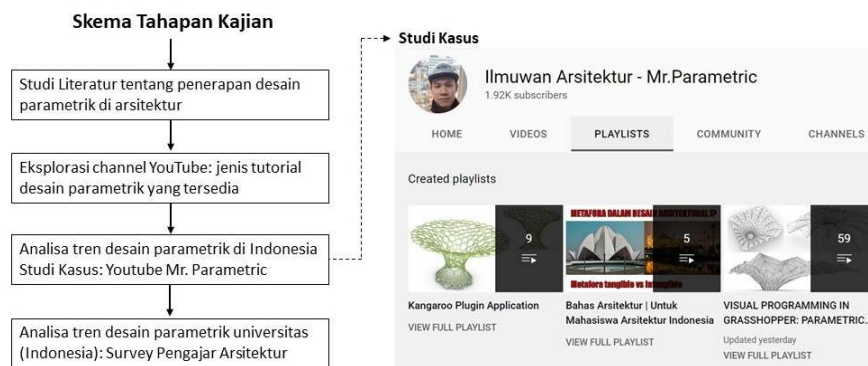 Skema Tahapan Kajian
Studi Literatur tentang penerapan desain
parametrik di arsitektur
Eksplorasi channel YouTube: jenis tutorial
desain parametrik yang tersedia
Analisa tren desain parametrik di Indonesia
Studi Kasus: Youtube Mr. Parametric
Analisa tren desain parametrik universitas
(Indonesia): Survey Pengajar Arsitektur
Studi Kasus
Ilmuwan Arsitektur - Mr.Parametric
1.92K subscribers
HOME VIDEOS PLAYLISTS COMMUNITY CHANNELS
Created playlists
9
METAFORA DALAM DESAIN ARSITEKTUR
5
Metafora tangible vs
59
Kangaroo Plugin Application
VIEW FULL PLAYLIST
Bahas Arsitektur | Untuk
Mahasiswa Arsitektur Indonesia
VIEW FULL PLAYLIST
VISUAL PROGRAMMING IN
GRASSHOPPER: PARAMETRIC...
Updated yesterday
VIEW FULL PLAYLIST